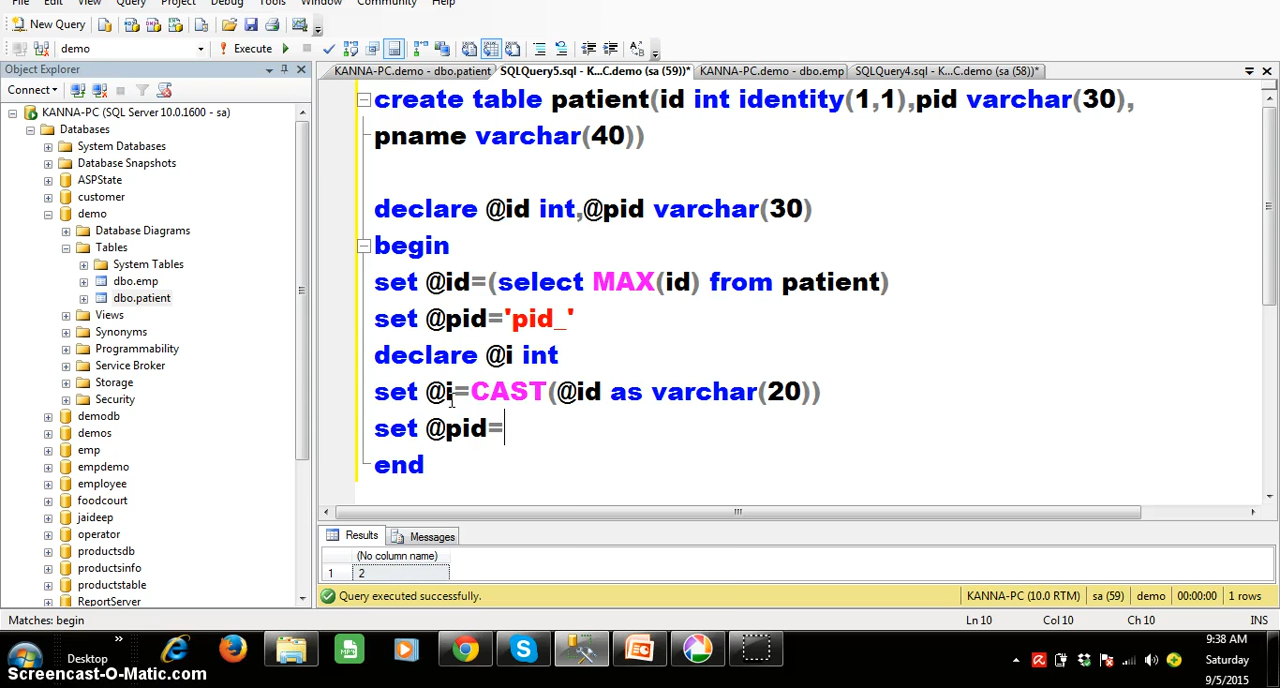 File Edit View Query Project Debug Tools Window Community Help
New Query
demo Execute
Object Explorer
Connect
KANNA-PC (SQL Server 10.0.1600 - sa)
Databases
System Databases
Database Snapshots
ASPState
customer
demo
Database Diagrams
Tables
System Tables
dbo.emp
dbo.patient
Views
Synonyms
Programmability
Service Broker
Storage
Security
demodb
demos
emp
empdemo
employee
foodcourt
jaideep
operator
productsdb
productsinfo
productstable
ReportServer
KANNA-PC.demo - dbo.patient SQLQuery5.sql - K...C.demo (sa (59))* KANNA-PC.demo - dbo.emp SQLQuery4.sql - K...C.demo (sa (58))*
create table patient(id int identity(1,1),pid varchar(30),
pname varchar(40))
declare @id int,@pid varchar(30)
begin
set @id=(select MAX(id) from patient)
set @pid='pid_'
declare @i int
set @i=CAST(@id as varchar(20))
set @pid=
end
Results Messages
(No column name)
1 2
Query executed successfully. KANNA-PC (10.0 RTM) sa (59) demo 00:00:00 1 rows
Matches: begin Ln 10 Col 10 Ch 10 INS
Desktop
9:38 AM
Saturday
9/5/2015
Screencast-O-Matic.com